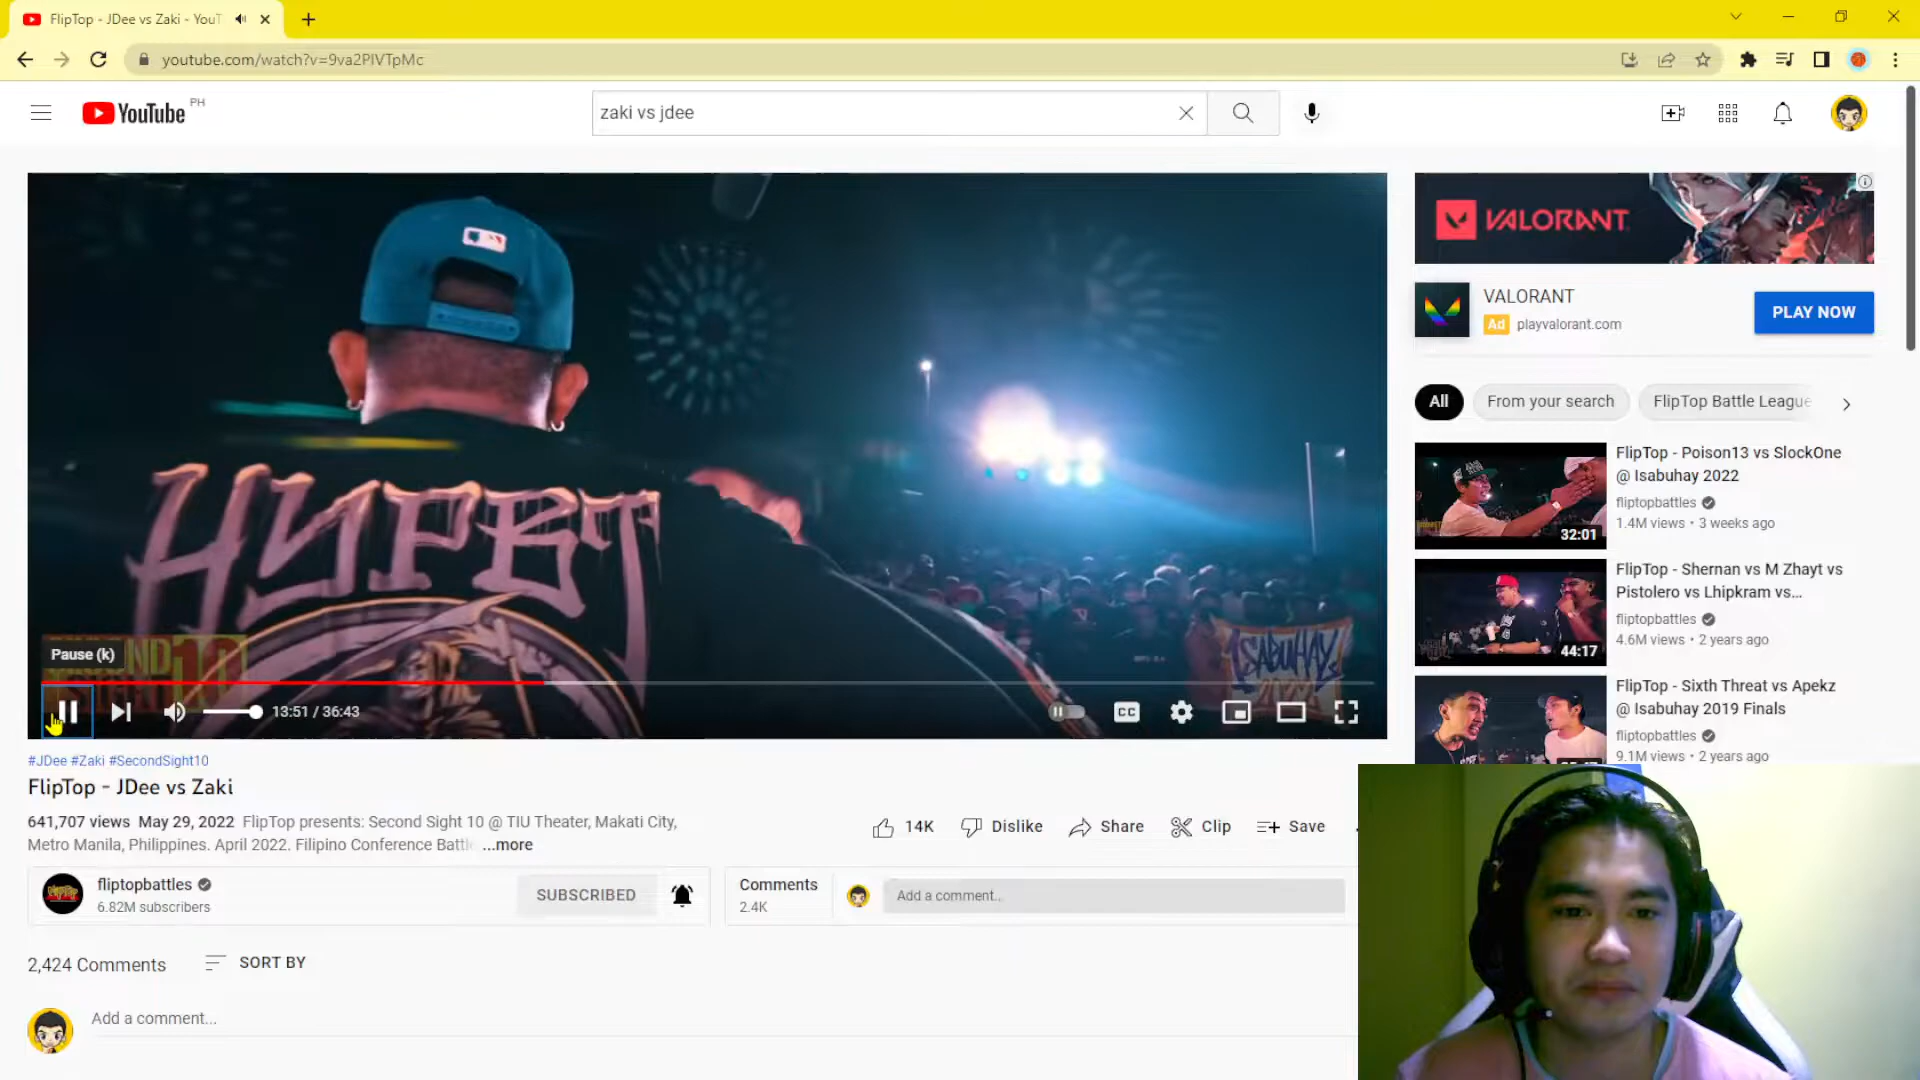 FlipTop - JDee vs Zaki - YouT
youtube.com/watch?v=9va2PlVTpMc
YouTube PH
zaki vs jdee
HYPEBT
ISABUHAY
Pause (k)
13:51 / 36:43
CC
#JDee #Zaki #SecondSight10
FlipTop - JDee vs Zaki
641,707 views May 29, 2022 FlipTop presents: Second Sight 10 @ TIU Theater, Makati City,
Metro Manila, Philippines. April 2022. Filipino Conference Battl ...more
14K Dislike Share Clip Save
fliptopbattles
6.82M subscribers
SUBSCRIBED
Comments
2.4K
Add a comment...
2,424 Comments SORT BY
Add a comment...
VALORANT
VALORANT
Ad playvalorant.com
PLAY NOW
All From your search FlipTop Battle League
FlipTop - Poison13 vs SlockOne
@ Isabuhay 2022
fliptopbattles
1.4M views • 3 weeks ago
32:01
FlipTop - Shernan vs M Zhayt vs
Pistolero vs Lhipkram vs...
fliptopbattles
4.6M views • 2 years ago
44:17
FlipTop - Sixth Threat vs Apekz
@ Isabuhay 2019 Finals
fliptopbattles
9.1M views • 2 years ago